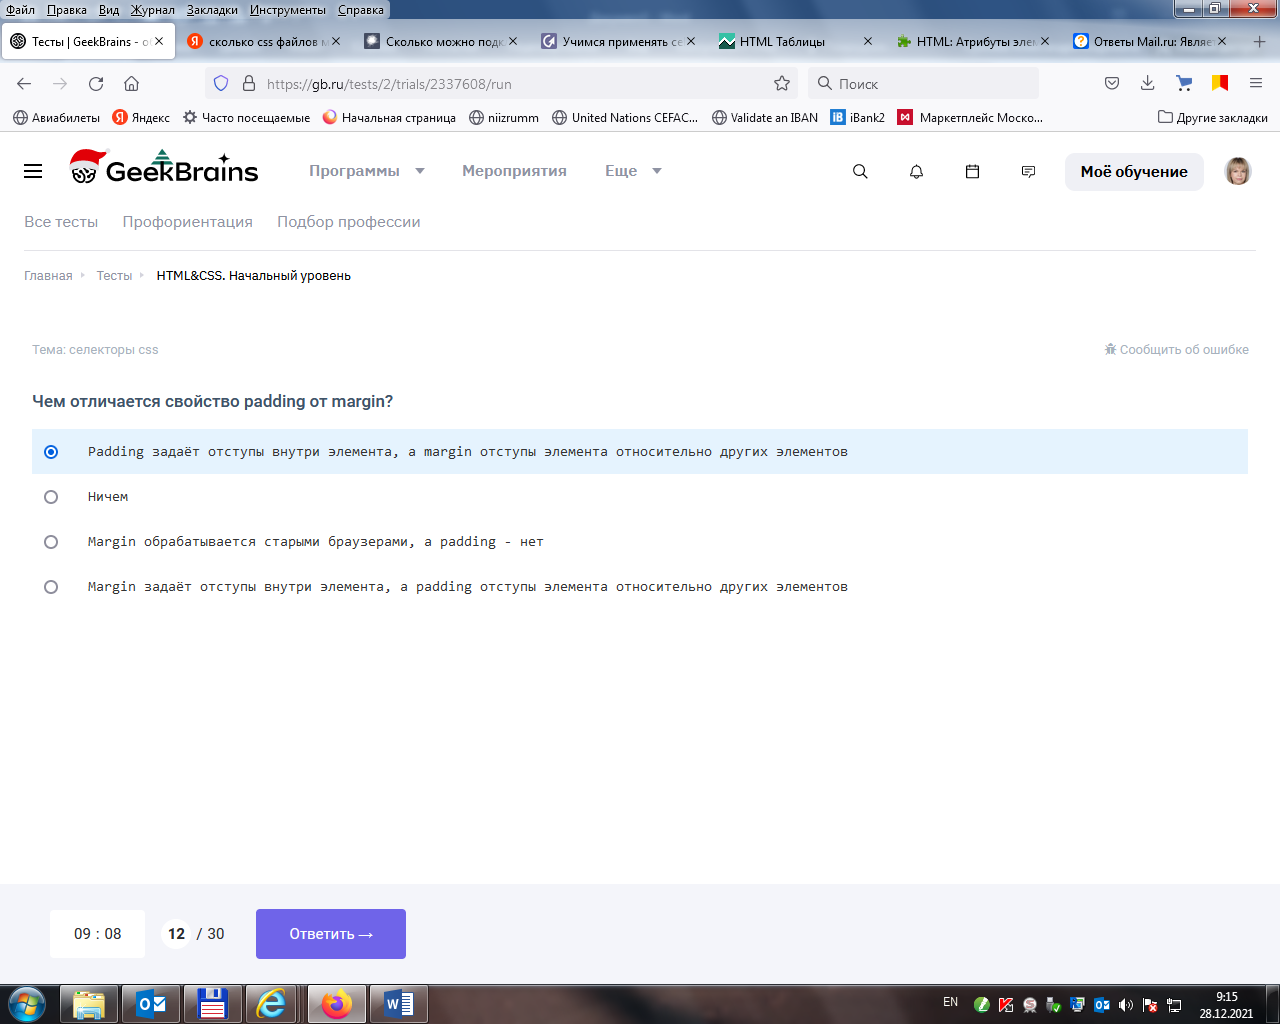 Файл Правка Вид Журнал Закладки Инструменты Справка
Тесты | GeekBrains - об
сколько css файлов м
Сколько можно подк
Учимся применять се
HTML Таблицы
HTML: Атрибуты элем
Ответы Mail.ru: Являет
https://gb.ru/tests/2/trials/2337608/run
Поиск
Авиабилеты Яндекс Часто посещаемые Начальная страница niizrumm United Nations CEFAC... Validate an IBAN iBank2 Маркетплейс Моско... Другие закладки
GeekBrains Программы Мероприятия Еще Моё обучение
Все тесты Профориентация Подбор профессии
Главная Тесты HTML&CSS. Начальный уровень
Тема: селекторы css Сообщить об ошибке
Чем отличается свойство padding от margin?
Padding задаёт отступы внутри элемента, а margin отступы элемента относительно других элементов
Ничем
Margin обрабатывается старыми браузерами, а padding - нет
Margin задаёт отступы внутри элемента, а padding отступы элемента относительно других элементов
09 : 08 12 / 30 Ответить →
EN 9:15
28.12.2021